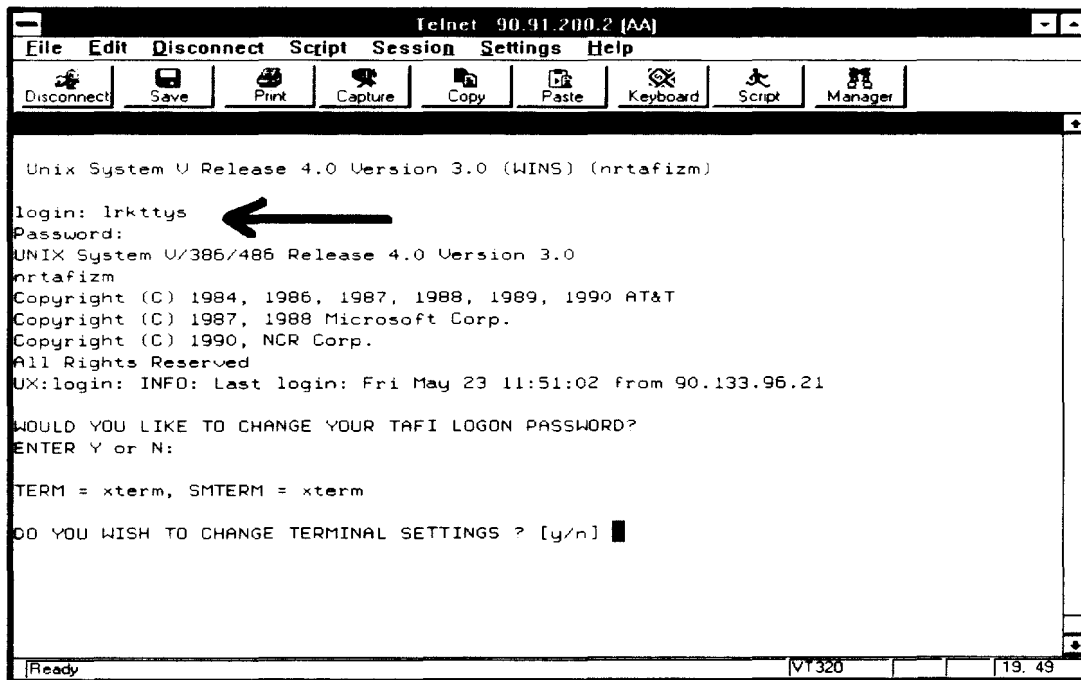 Telnet 90.91.200.2 [AA]
File Edit Disconnect Script Session Settings Help
Disconnect Save Print Capture Copy Paste Keyboard Script Manager
Unix System V Release 4.0 Version 3.0 (WINS) (nrtafizm)
login: lrkttys
Password:
UNIX System V/386/486 Release 4.0 Version 3.0
nrtafizm
Copyright (C) 1984, 1986, 1987, 1988, 1989, 1990 AT&T
Copyright (C) 1987, 1988 Microsoft Corp.
Copyright (C) 1990, NCR Corp.
All Rights Reserved
UX:login: INFO: Last login: Fri May 23 11:51:02 from 90.133.96.21
WOULD YOU LIKE TO CHANGE YOUR TAFI LOGON PASSWORD?
ENTER Y or N:
TERM = xterm, SMTERM = xterm
DO YOU WISH TO CHANGE TERMINAL SETTINGS ? [y/n]
Ready VT320 19, 49